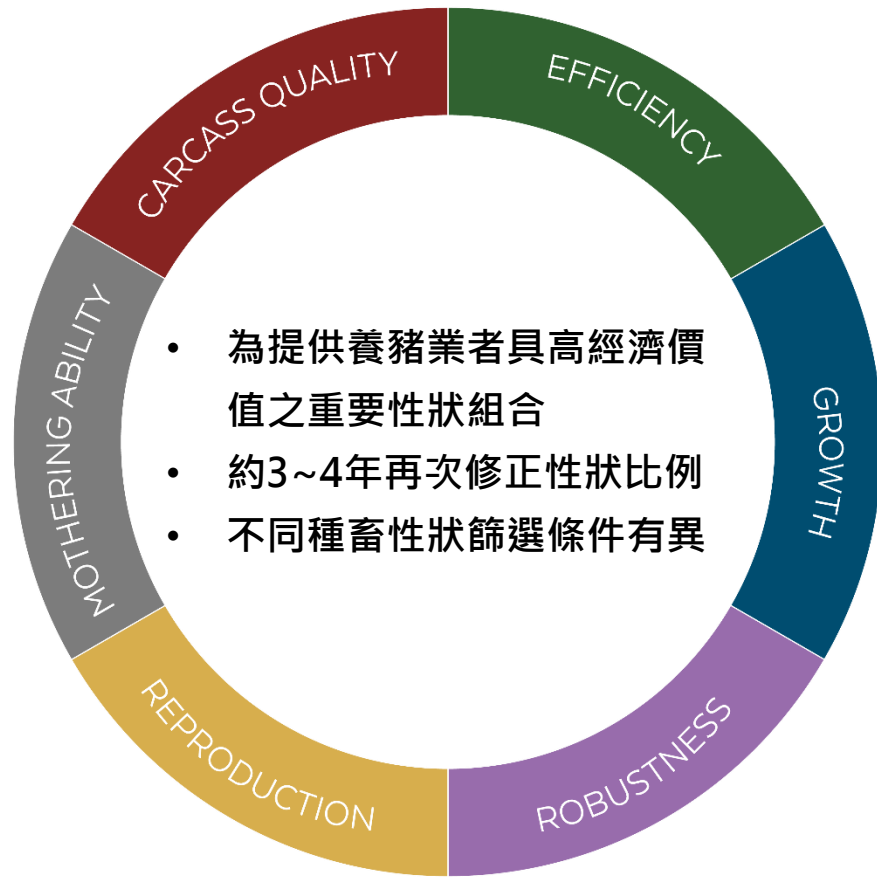 CARCASS QUALITY
EFFICIENCY
GROWTH
ROBUSTNESS
REPRODUCTION
MOTHERING ABILITY
• 為提供養豬業者具高經濟價
值之重要性狀組合
• 約3~4年再次修正性狀比例
• 不同種畜性狀篩選條件有異